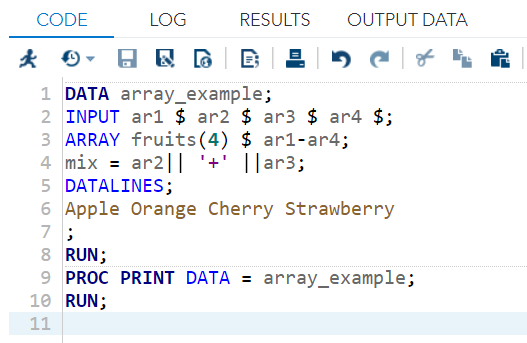 CODE LOG RESULTS OUTPUT DATA
1 DATA array_example;
2 INPUT ar1 $ ar2 $ ar3 $ ar4 $;
3 ARRAY fruits(4) $ ar1-ar4;
4 mix = ar2|| '+' ||ar3;
5 DATALINES;
6 Apple Orange Cherry Strawberry
7 ;
8 RUN;
9 PROC PRINT DATA = array_example;
10 RUN;
11